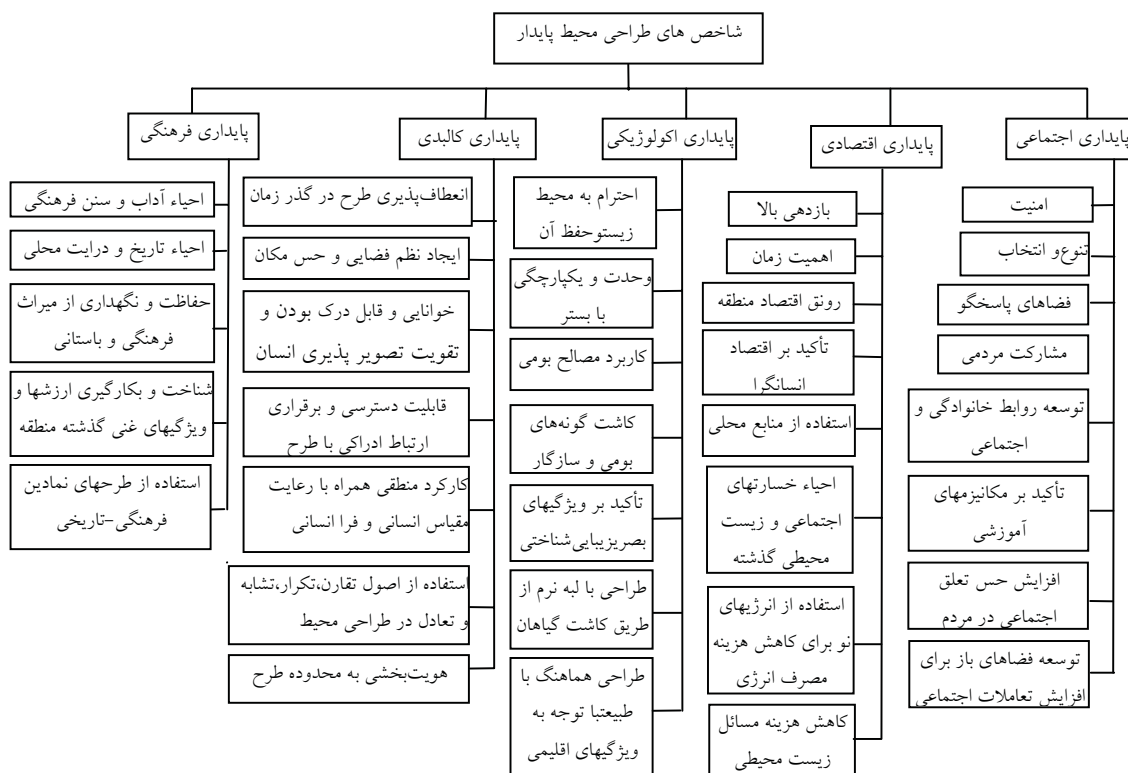 شاخص های طراحی محیط پایدار
پایداری اجتماعی
امنیت
تنوع و انتخاب
فضاهای پاسخگو
مشارکت مردمی
توسعه روابط خانوادگی و
اجتماعی
تأکید بر مکانیزمهای
آموزشی
افزایش حس تعلق
اجتماعی در مردم
توسعه فضاهای باز برای
افزایش تعاملات اجتماعی
پایداری اقتصادی
بازدهی بالا
اهمیت زمان
رونق اقتصاد منطقه
تأکید بر اقتصاد
انسانگرا
استفاده از منابع محلی
احیاء خسارتهای
اجتماعی و زیست
محیطی گذشته
استفاده از انرژیهای
نو برای کاهش هزینه
مصرف انرژی
کاهش هزینه مسائل
زیست محیطی
پایداری اکولوژیکی
احترام به محیط
زیستوحفظ آن
وحدت و یکپارچگی
با بستر
کاربرد مصالح بومی
کاشت گونه‌های
بومی و سازگار
تأکید بر ویژگیهای
بصریزیبایی‌شناختی
طراحی با لبه نرم از
طریق کاشت گیاهان
طراحی هماهنگ با
طبیعتبا توجه به
ویژگیهای اقلیمی
پایداری کالبدی
انعطاف‌پذیری طرح در گذر زمان
ایجاد نظم فضایی و حس مکان
خوانایی و قابل درک بودن و
تقویت تصویر پذیری انسان
قابلیت دسترسی و برقراری
ارتباط ادراکی با طرح
کارکرد منطقی همراه با رعایت
مقیاس انسانی و فرا انسانی
استفاده از اصول تقارن،تکرار،تشابه
و تعادل در طراحی محیط
هویت‌بخشی به محدوده طرح
پایداری فرهنگی
احیاء آداب و سنن فرهنگی
احیاء تاریخ و درایت محلی
حفاظت و نگهداری از میراث
فرهنگی و باستانی
شناخت و بکارگیری ارزشها و
ویژگیهای غنی گذشته منطقه
استفاده از طرحهای نمادین
فرهنگی-تاریخی